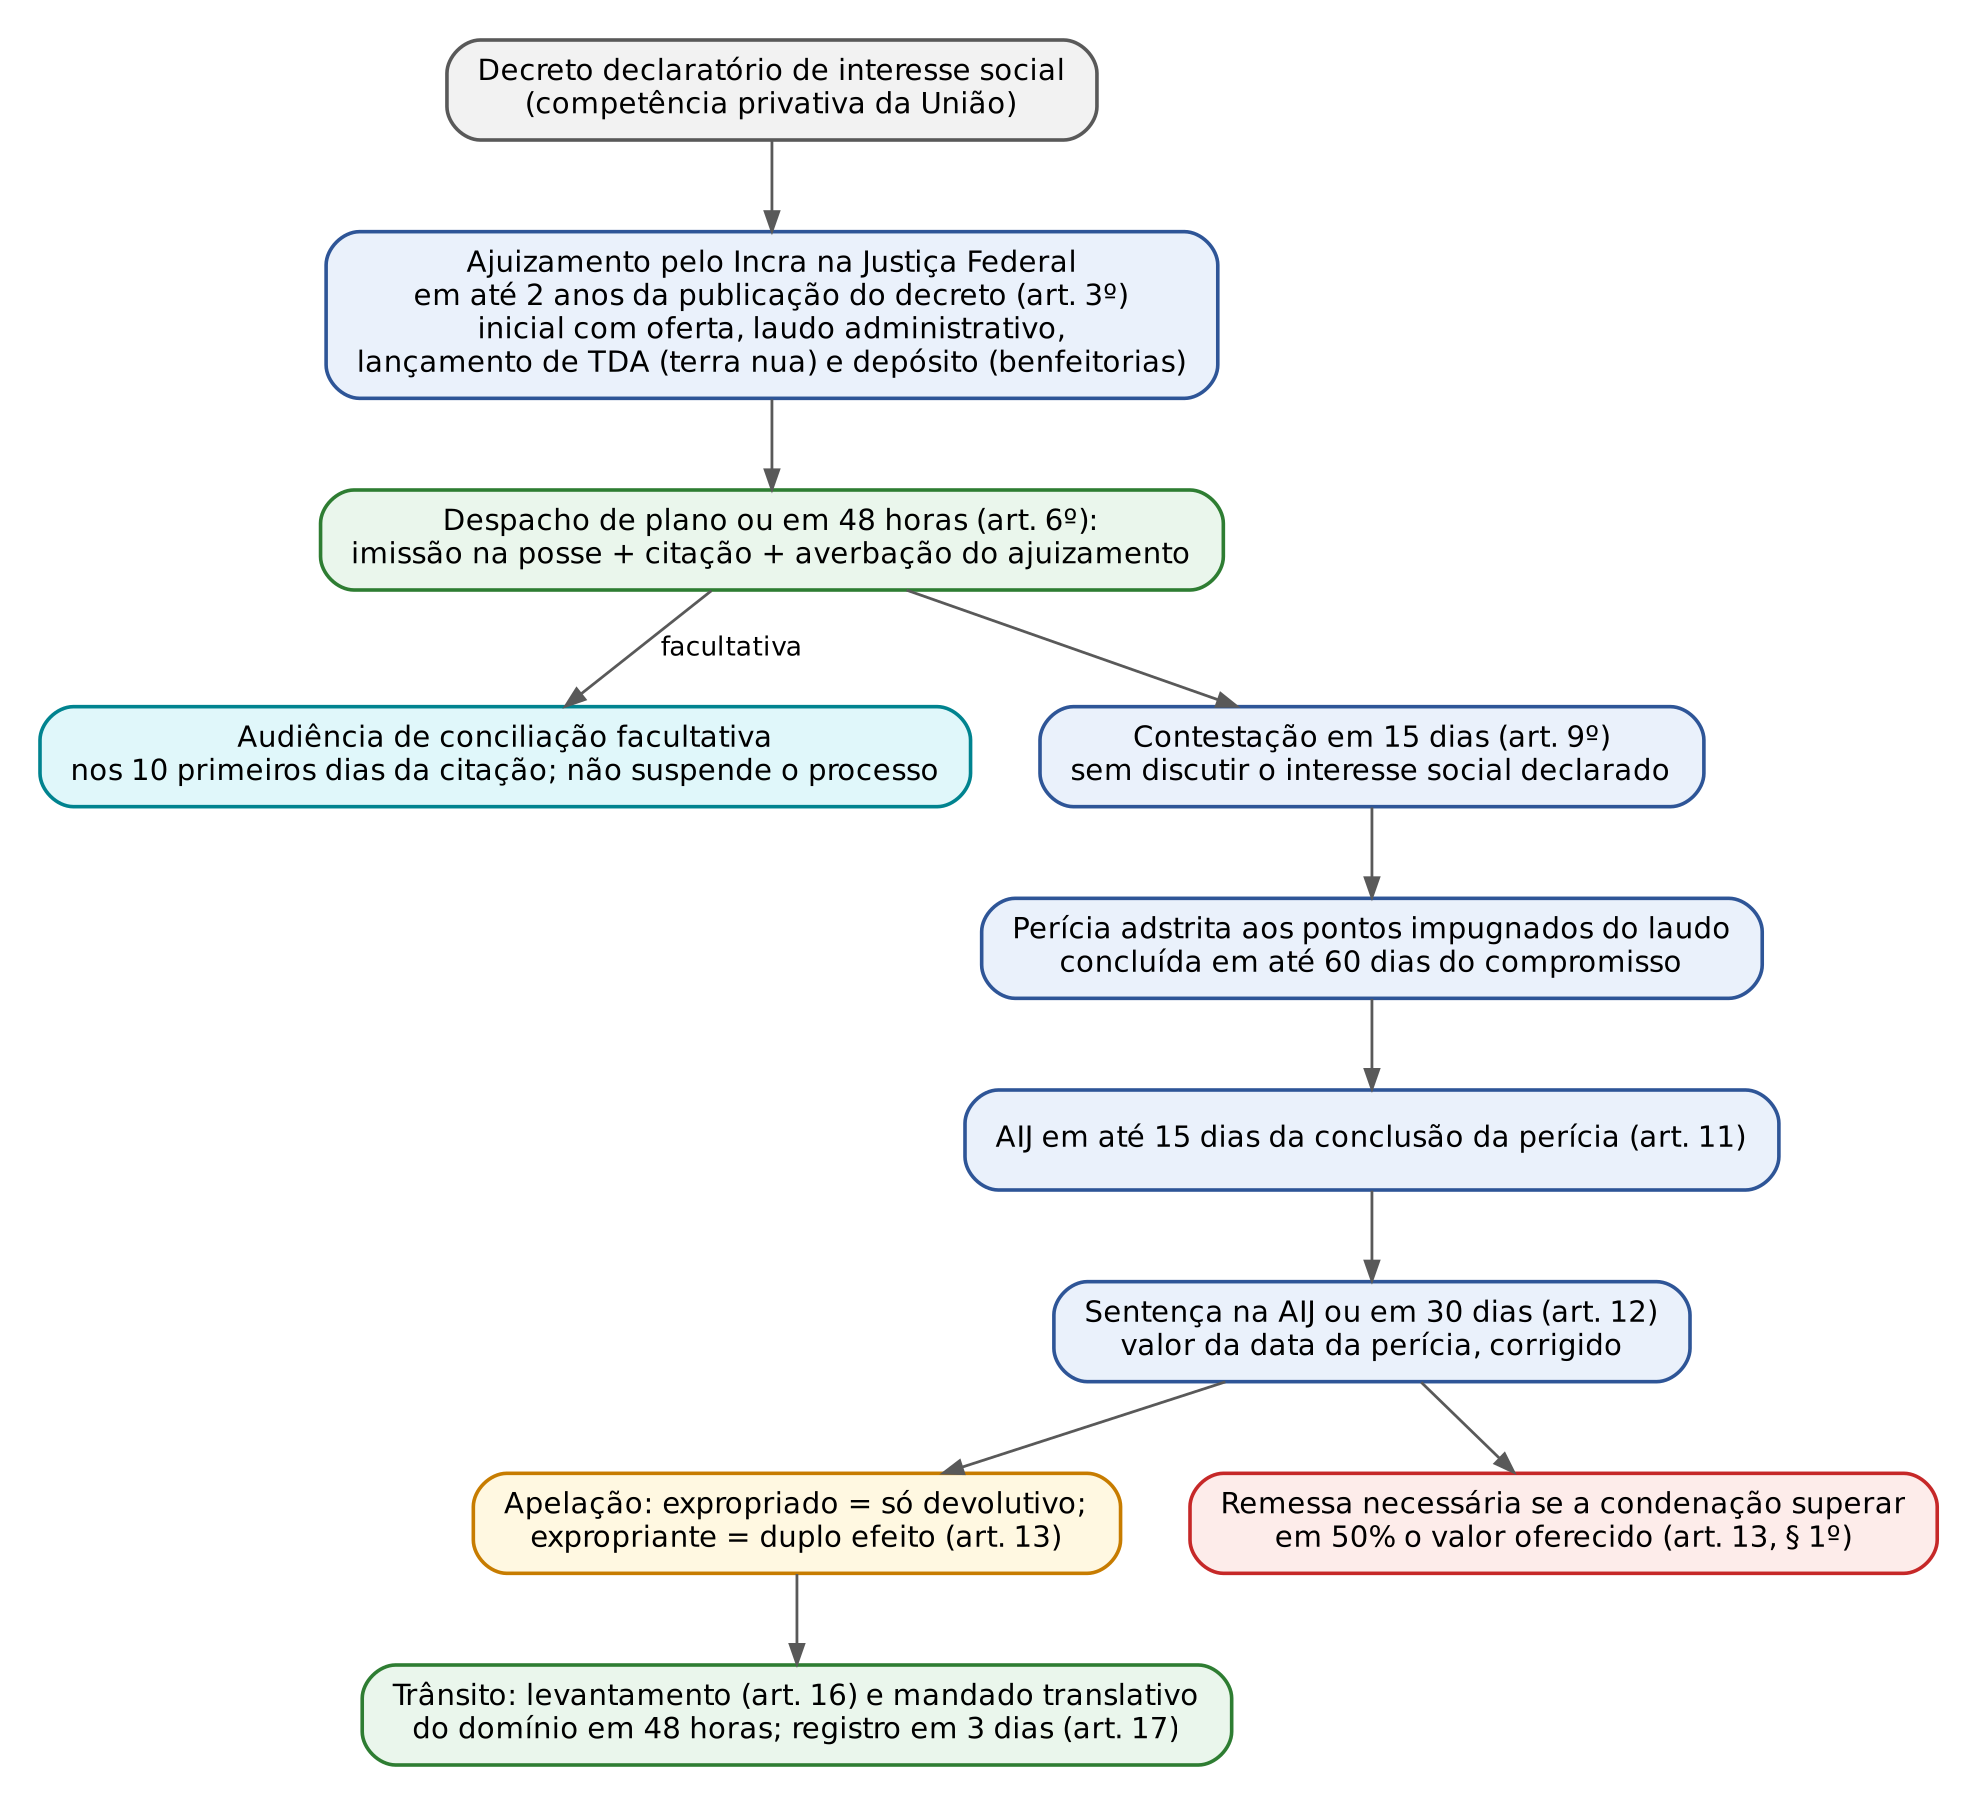 Decreto declaratório de interesse social
(competência privativa da União)
Ajuizamento pelo Incra na Justiça Federal
em até 2 anos da publicação do decreto (art. 3º)
inicial com oferta, laudo administrativo,
lançamento de TDA (terra nua) e depósito (benfeitorias)
Despacho de plano ou em 48 horas (art. 6º):
imissão na posse + citação + averbação do ajuizamento
facultativa
Audiência de conciliação facultativa
nos 10 primeiros dias da citação; não suspende o processo
Contestação em 15 dias (art. 9º)
sem discutir o interesse social declarado
Perícia adstrita aos pontos impugnados do laudo
concluída em até 60 dias do compromisso
AIJ em até 15 dias da conclusão da perícia (art. 11)
Sentença na AIJ ou em 30 dias (art. 12)
valor da data da perícia, corrigido
Apelação: expropriado = só devolutivo;
expropriante = duplo efeito (art. 13)
Remessa necessária se a condenação superar
em 50% o valor oferecido (art. 13, § 1º)
Trânsito: levantamento (art. 16) e mandado translativo
do domínio em 48 horas; registro em 3 dias (art. 17)